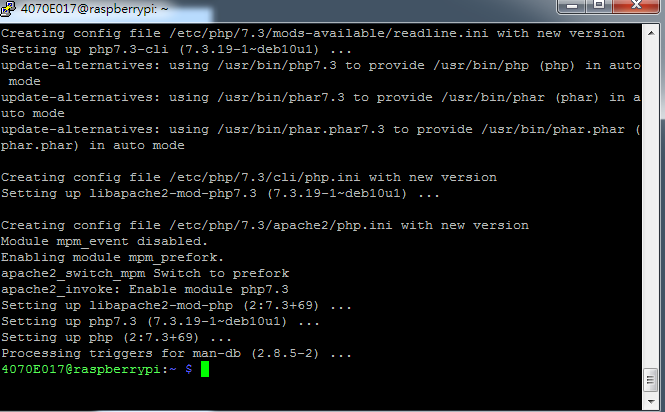 4070E017@raspberrypi: ~
Creating config file /etc/php/7.3/mods-available/readline.ini with new version
Setting up php7.3-cli (7.3.19-1~deb10u1) ...
update-alternatives: using /usr/bin/php7.3 to provide /usr/bin/php (php) in auto
 mode
update-alternatives: using /usr/bin/phar7.3 to provide /usr/bin/phar (phar) in a
uto mode
update-alternatives: using /usr/bin/phar.phar7.3 to provide /usr/bin/phar.phar (
phar.phar) in auto mode
Creating config file /etc/php/7.3/cli/php.ini with new version
Setting up libapache2-mod-php7.3 (7.3.19-1~deb10u1) ...
Creating config file /etc/php/7.3/apache2/php.ini with new version
Module mpm_event disabled.
Enabling module mpm_prefork.
apache2_switch_mpm Switch to prefork
apache2_invoke: Enable module php7.3
Setting up libapache2-mod-php (2:7.3+69) ...
Setting up php7.3 (7.3.19-1~deb10u1) ...
Setting up php (2:7.3+69) ...
Processing triggers for man-db (2.8.5-2) ...
4070E017@raspberrypi:~ $